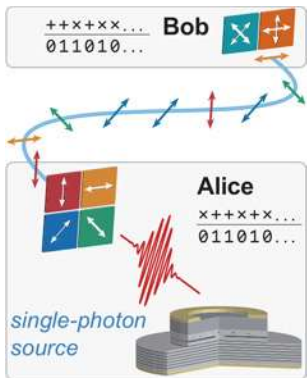 ++×+××... Bob
011010...
Alice
×++×+×...
011010...
single-photon
source